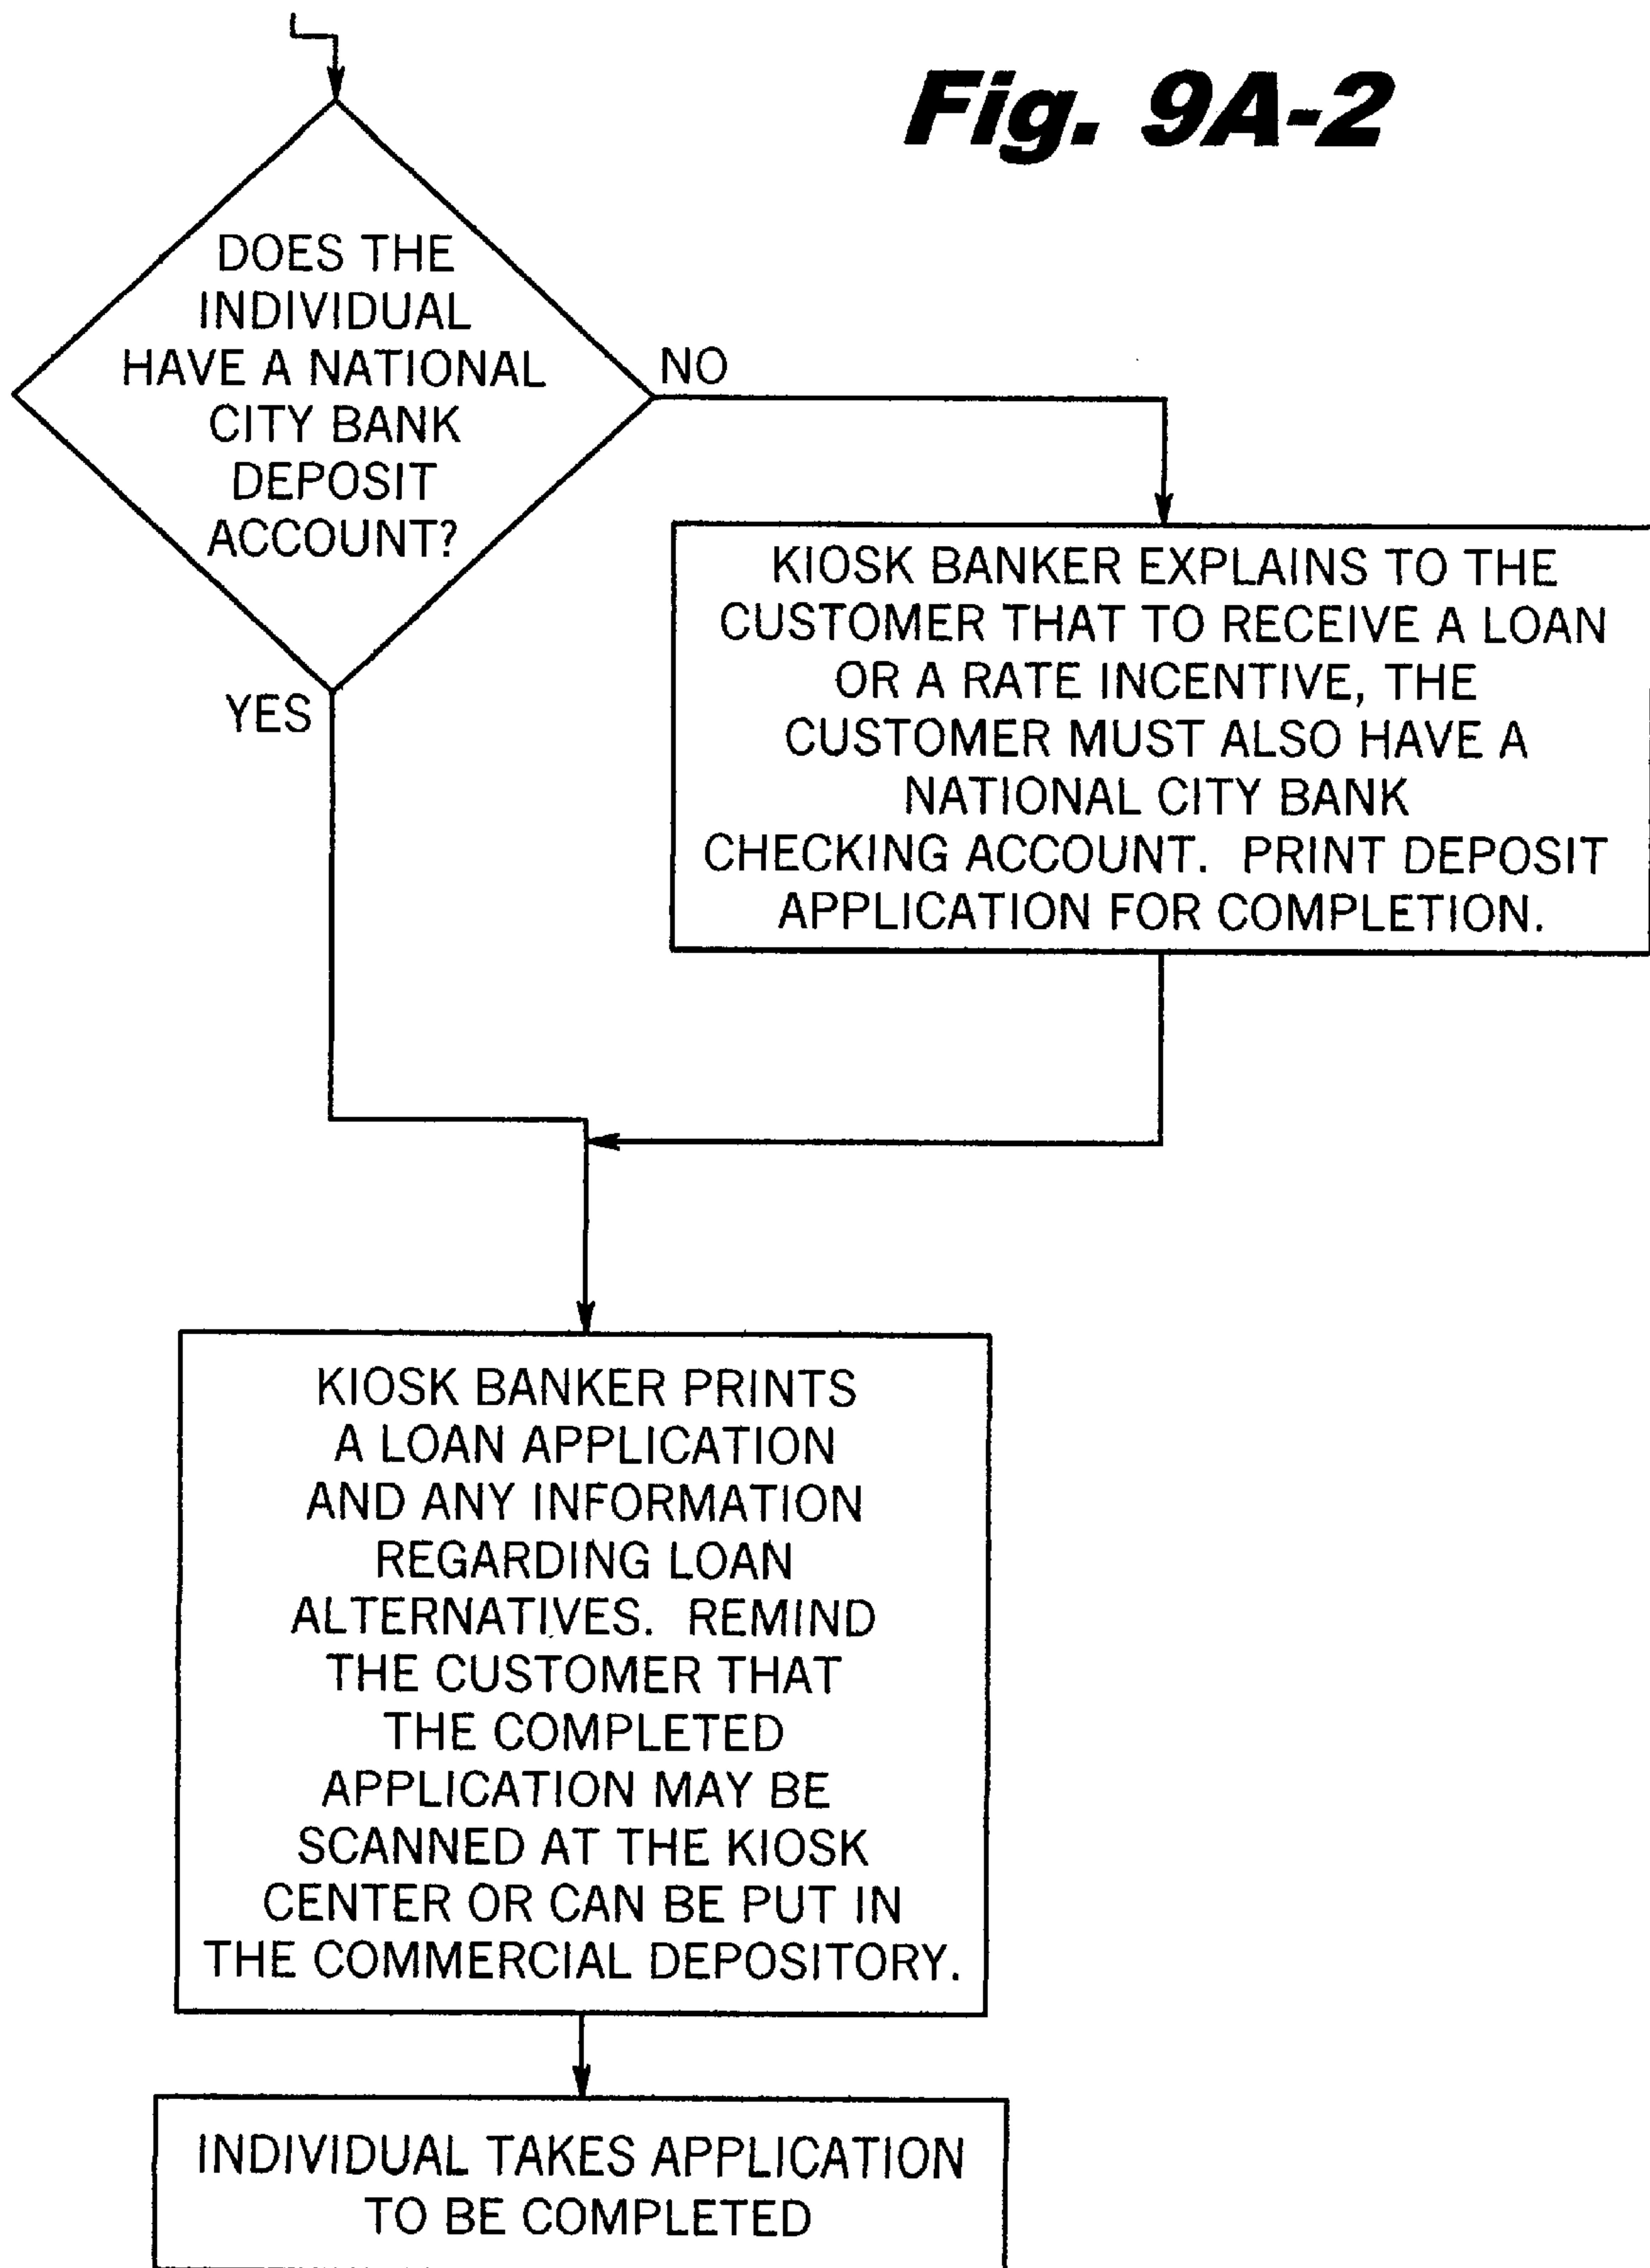 Fig. 9A-2
DOES THE
INDIVIDUAL
HAVE A NATIONAL
CITY BANK
DEPOSIT
ACCOUNT?
NO
YES
KIOSK BANKER EXPLAINS TO THE
CUSTOMER THAT TO RECEIVE A LOAN
OR A RATE INCENTIVE, THE
CUSTOMER MUST ALSO HAVE A
NATIONAL CITY BANK
CHECKING ACCOUNT. PRINT DEPOSIT
APPLICATION FOR COMPLETION.
KIOSK BANKER PRINTS
A LOAN APPLICATION
AND ANY INFORMATION
REGARDING LOAN
ALTERNATIVES. REMIND
THE CUSTOMER THAT
THE COMPLETED
APPLICATION MAY BE
SCANNED AT THE KIOSK
CENTER OR CAN BE PUT IN
THE COMMERCIAL DEPOSITORY.
INDIVIDUAL TAKES APPLICATION
TO BE COMPLETED